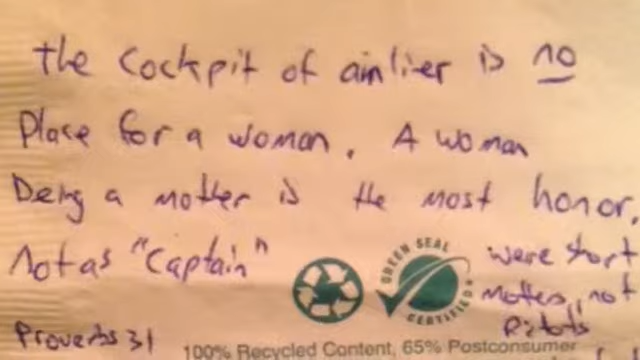 the cockpit of airlier is no
Place for a woman. A woman
Being a mother is the most honor.
not as "Captain"
were short
mothers, not
Pilots
GREEN SEAL
CERTIFIED
Proverbs 31
100% Recycled Content, 65% Postconsumer